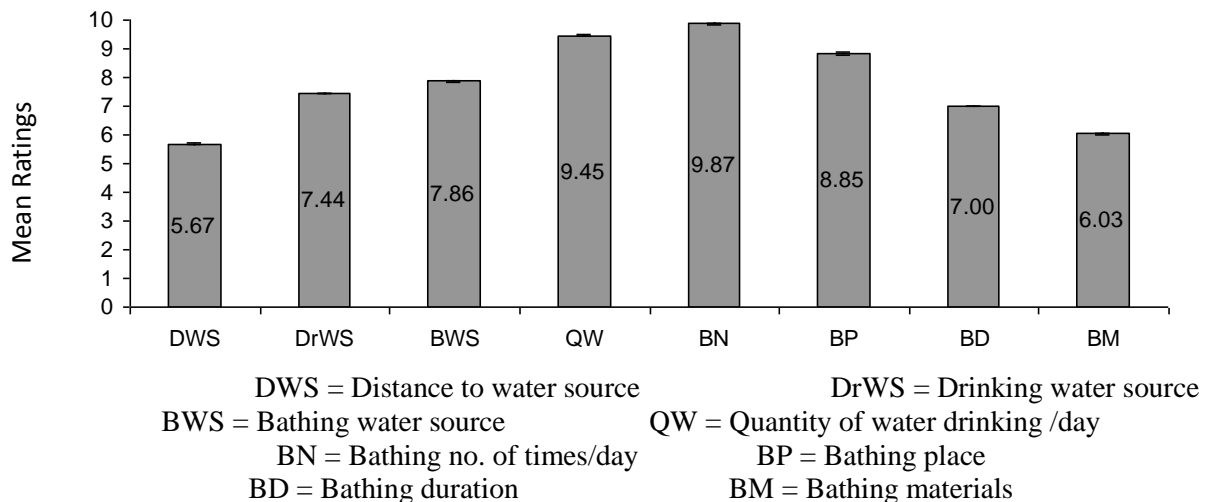 Mean Ratings
10
9
8
7
6
5
4
3
2
1
0
5.67 7.44 7.86 9.45 9.87 8.85 7.00 6.03
DWS DrWS BWS QW BN BP BD BM
DWS = Distance to water source DrWS = Drinking water source
BWS = Bathing water source QW = Quantity of water drinking /day
BN = Bathing no. of times/day BP = Bathing place
BD = Bathing duration BM = Bathing materials